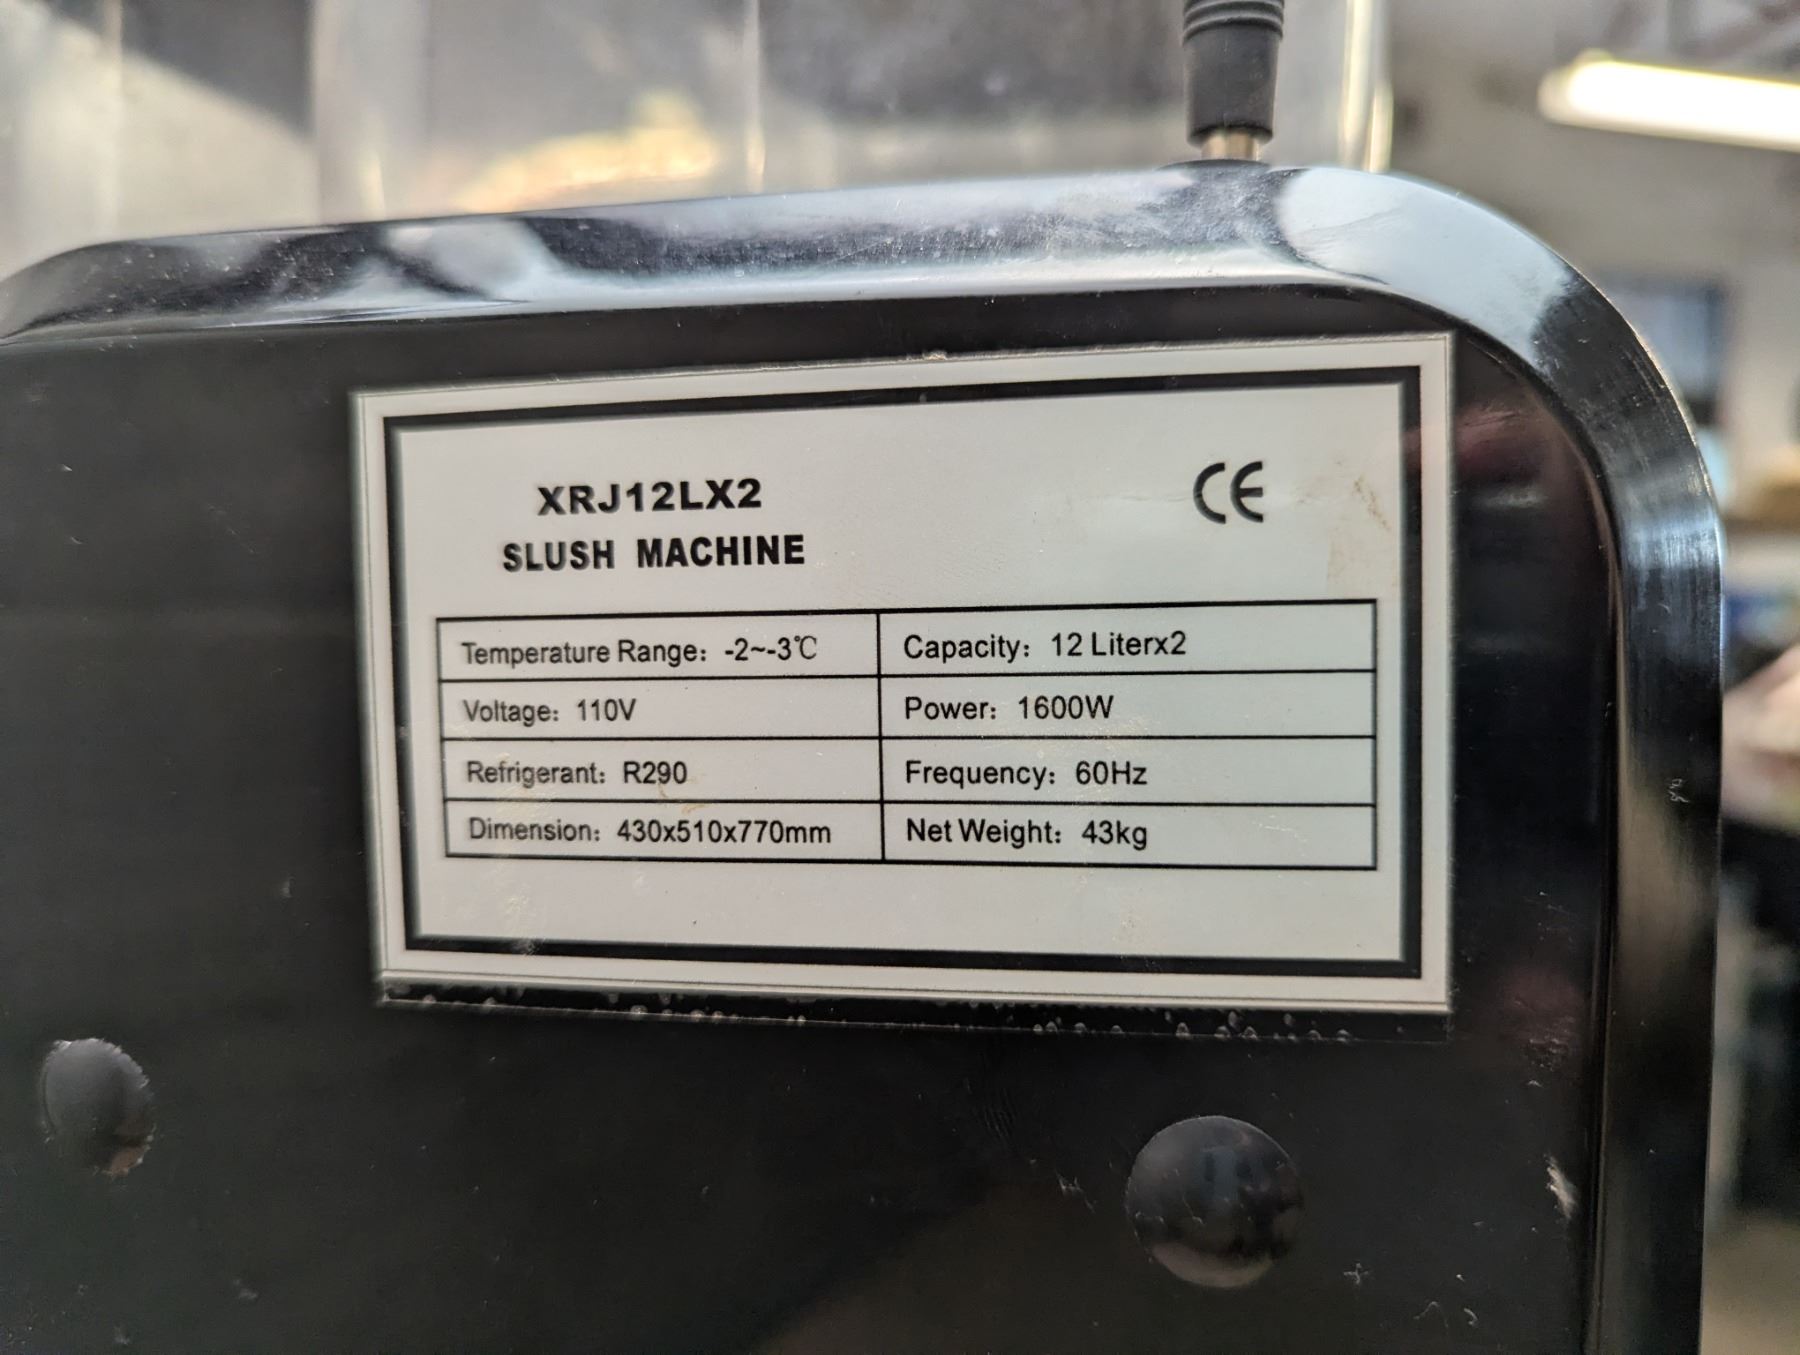 XRJ12LX2
CE
SLUSH MACHINE
Temperature Range: -2~-3℃ Capacity: 12 Literx2
Voltage: 110V Power: 1600W
Refrigerant: R290 Frequency: 60Hz
Dimension: 430x510x770mm Net Weight: 43kg